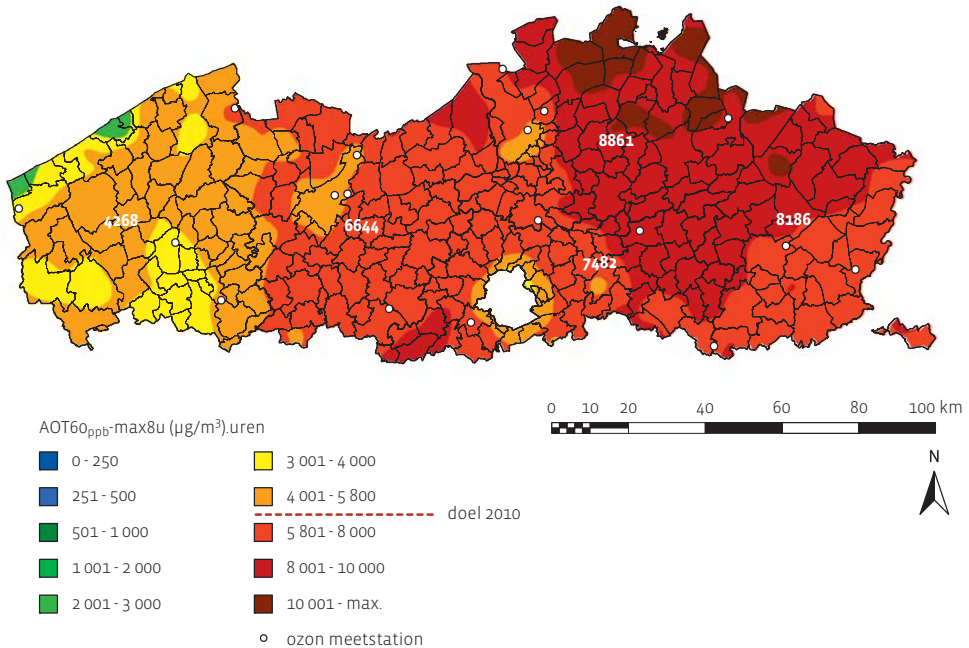 8861
4268
6644
8186
7482
0 10 20 40 60 80 100 km
AOT60ppb-max8u (µg/m³).uren
N
0 - 250
3 001 - 4 000
251 - 500
4 001 - 5 800
doel 2010
501 - 1 000
5 801 - 8 000
1 001 - 2 000
8 001 - 10 000
2 001 - 3 000
10 001 - max.
ozon meetstation